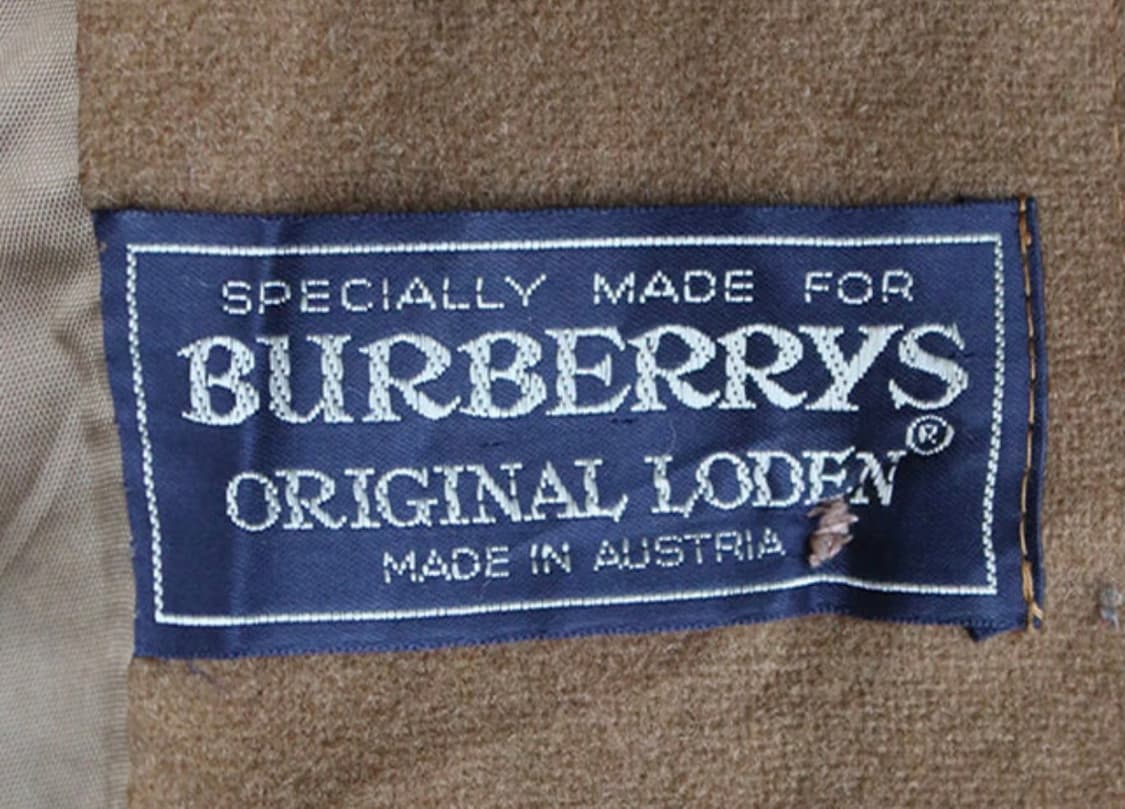 SPECIALLY MADE FOR
BURBERRYS®
ORIGINAL LODEN
MADE IN AUSTRIA